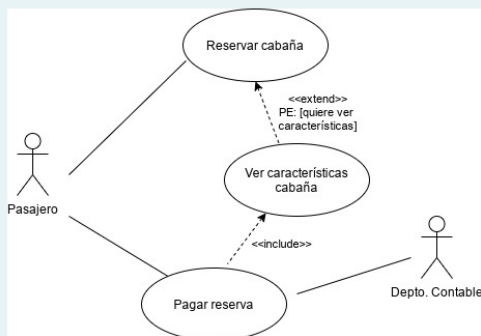 Reservar cabaña
<<extend>>
PE: [quiere ver
características]
Ver características
cabaña
Pasajero
<<include>>
Depto. Contable
Pagar reserva